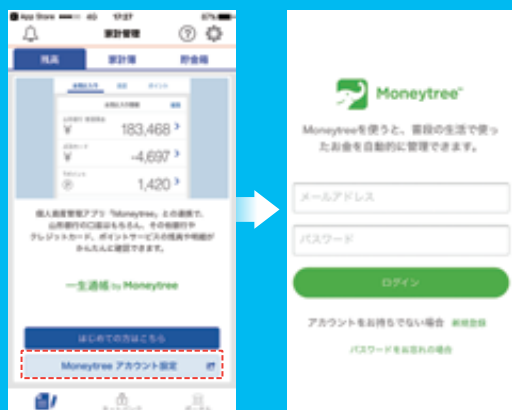 App Store 4G 17:27 87%
家計管理
残高 家計簿 貯金箱
183,468
-4,697
1,420
個人資産管理アプリ「Moneytree」との連携で、
山形銀行の口座はもちろん、その他銀行や
クレジットカード、ポイントサービスの残高や明細が
かんたんに確認できます。
一生通帳 by Moneytree
はじめての方はこちら
Moneytree アカウント設定
Moneytree
Moneytreeを使うと、普段の生活で使っ
たお金を自動的に管理できます。
メールアドレス
パスワード
ログイン
アカウントをお持ちでない場合 新規登録
パスワードをお忘れの場合